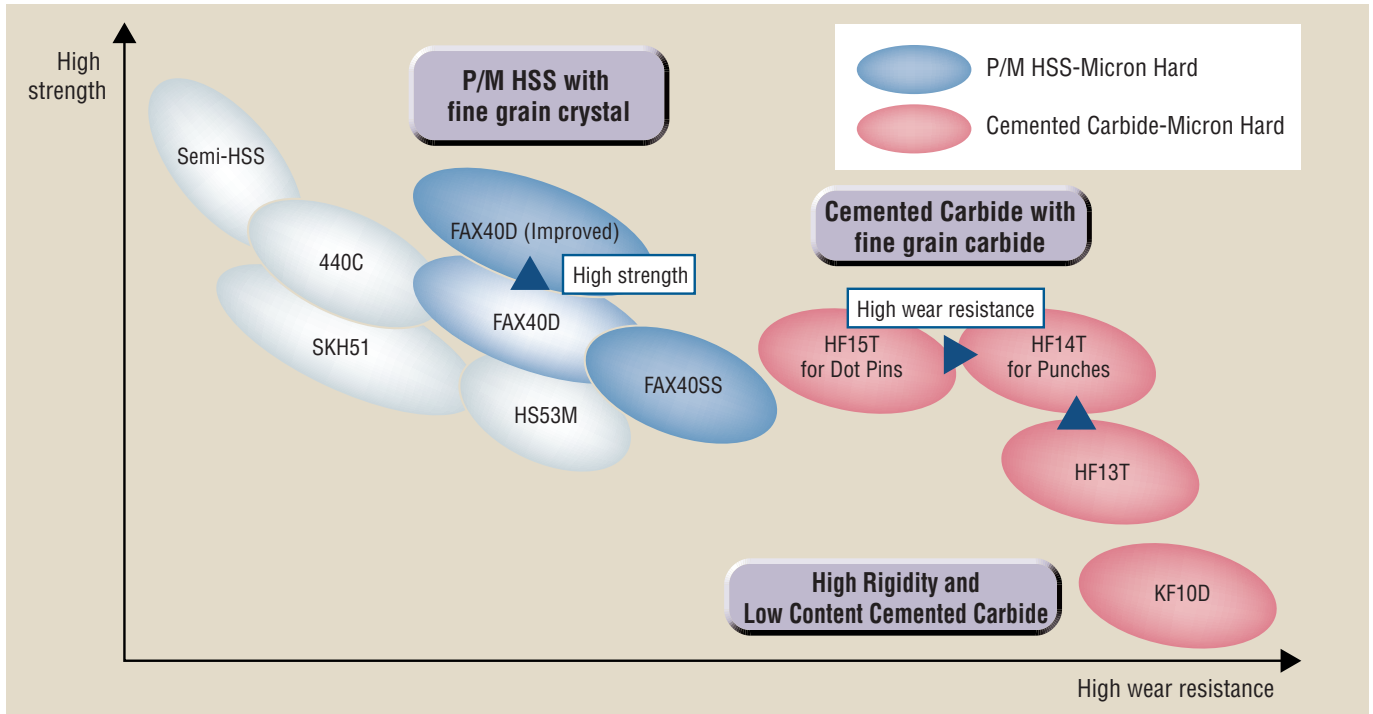 High
strength
P/M HSS with
fine grain crystal
P/M HSS-Micron Hard
Cemented Carbide-Micron Hard
Semi-HSS
Cemented Carbide with
fine grain carbide
FAX40D (Improved)
440C
High strength
High wear resistance
FAX40D
SKH51
HF15T
for Dot Pins
HF14T
for Punches
FAX40SS
HS53M
HF13T
High Rigidity and
Low Content Cemented Carbide
KF10D
High wear resistance